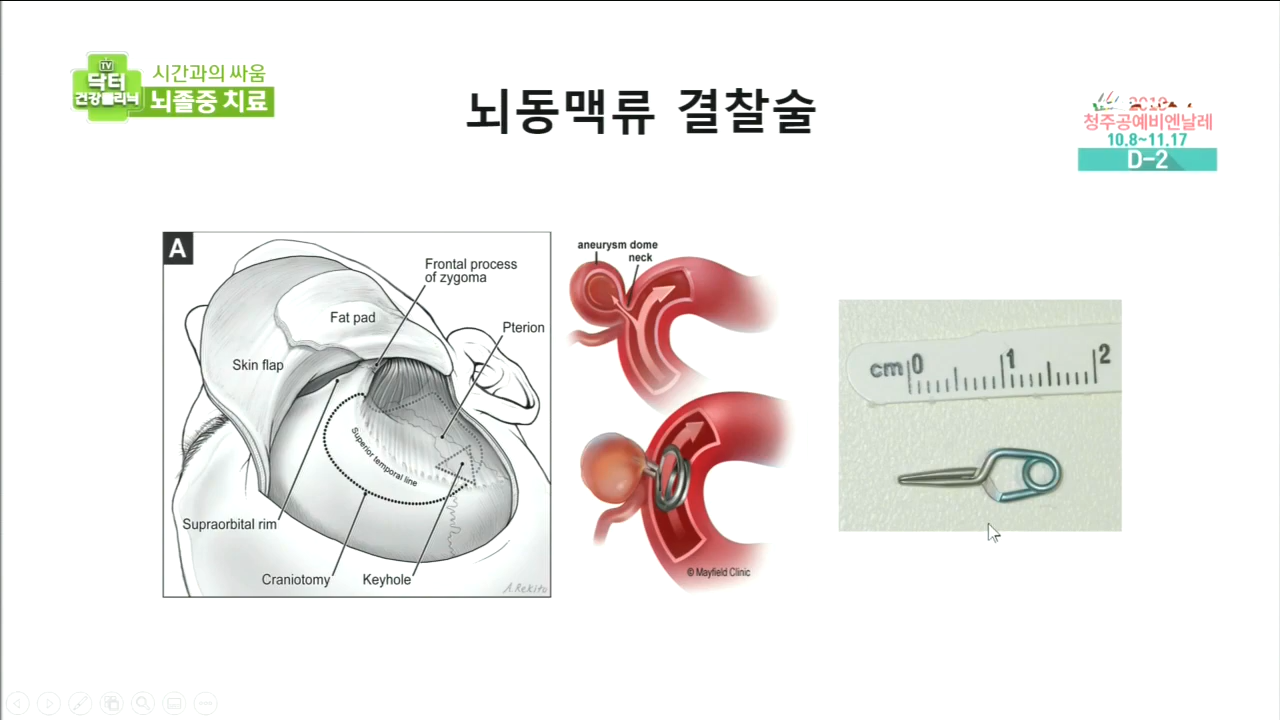 TV
닥터
건강클리닉
시간과의 싸움
뇌졸중 치료
뇌동맥류 결찰술
2019
청주공예비엔날레
10.8~11.17
D-2
A
Frontal process
of zygoma
Fat pad
Pterion
Skin flap
Superior temporal line
Supraorbital rim
Craniotomy
Keyhole
A.Rekito
aneurysm dome
neck
© Mayfield Clinic
cm 0 1 2